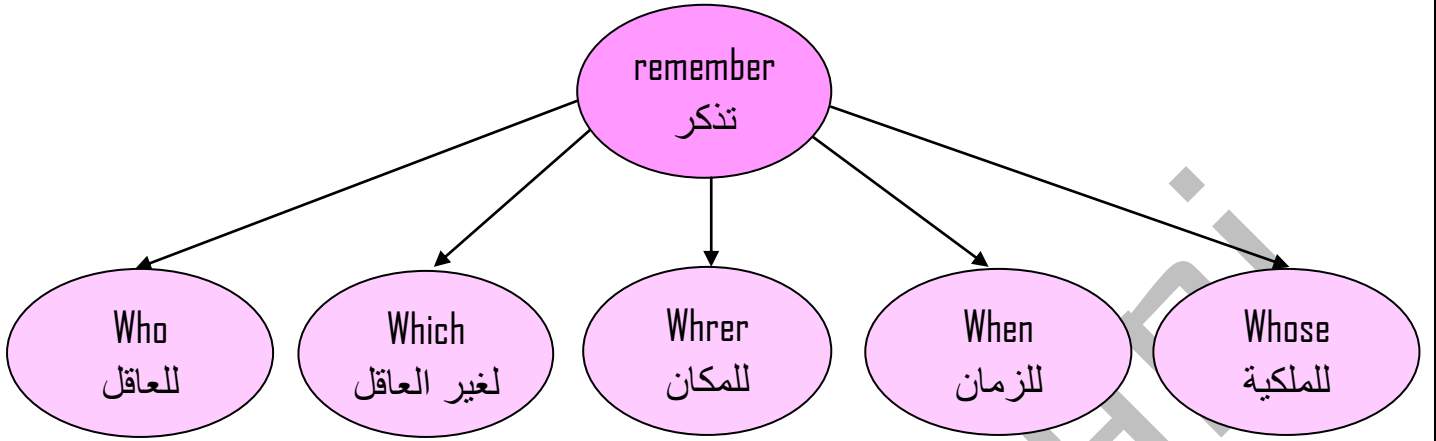 remember
تذكر
Who
للعاقل
Which
لغير العاقل
Whrer
للمكان
When
للزمان
Whose
للملكية